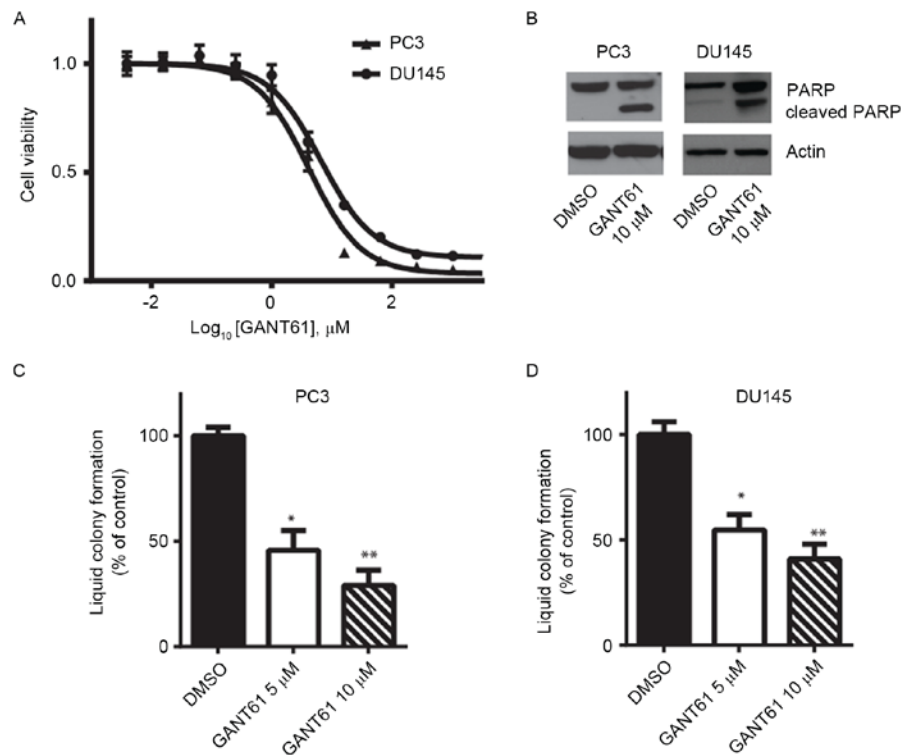 A
PC3
DU145
1.0
0.5
0.0
Cell viability
-2
0
2
4
Log10 [GANT61], μM
B
PC3
DU145
PARP
cleaved PARP
Actin
DMSO
GANT61
10 μM
DMSO
GANT61
10 μM
C
PC3
100
50
0
Liquid colony formation
(% of control)
*
**
DMSO
GANT61 5 μM
GANT61 10 μM
D
DU145
100
50
0
Liquid colony formation
(% of control)
*
**
DMSO
GANT61 5 μM
GANT61 10 μM